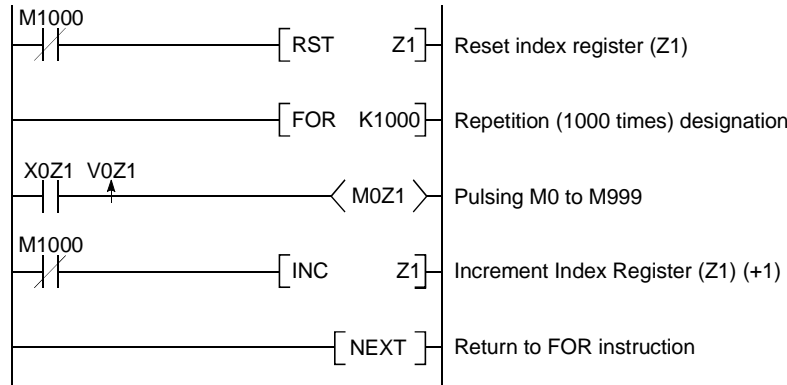 M1000
RST Z1 Reset index register (Z1)
FOR K1000 Repetition (1000 times) designation
X0Z1 V0Z1
M0Z1 Pulsing M0 to M999
M1000
INC Z1 Increment Index Register (Z1) (+1)
NEXT Return to FOR instruction